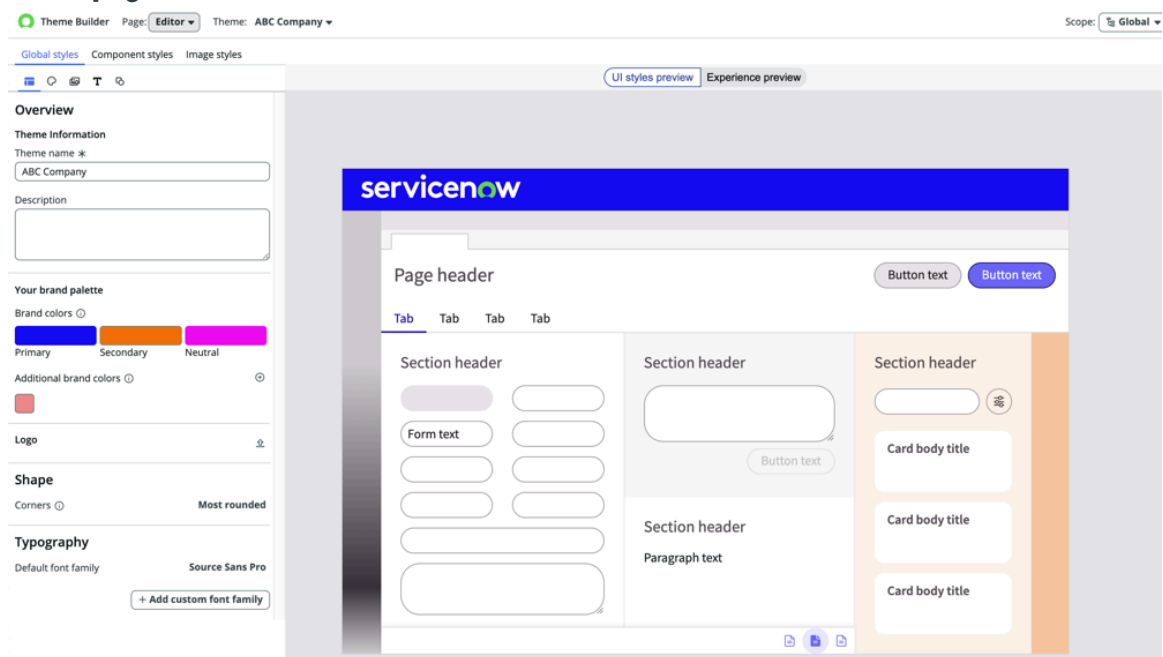 Theme Builder Page: Editor Theme: ABC Company Scope: Global
Global styles Component styles Image styles
UI styles preview Experience preview
Overview
Theme Information
Theme name *
ABC Company
Description
Your brand palette
Brand colors
Primary Secondary Neutral
Additional brand colors
Logo
Shape
Corners Most rounded
Typography
Default font family Source Sans Pro
+ Add custom font family
servicenow
Page header Button text Button text
Tab Tab Tab Tab
Section header
Form text
Section header
Button text
Section header
Paragraph text
Section header
Card body title
Card body title
Card body title